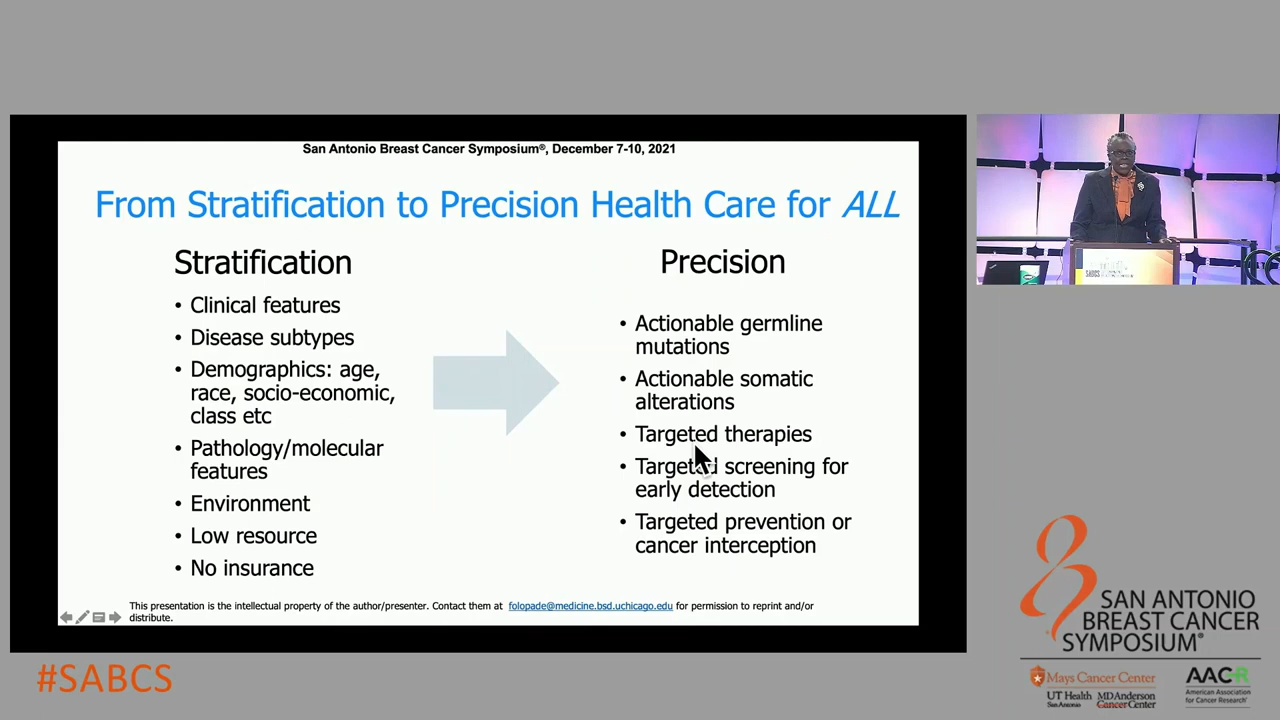 San Antonio Breast Cancer Symposium®, December 7-10, 2021
From Stratification to Precision Health Care for ALL
Stratification
• Clinical features
• Disease subtypes
• Demographics: age,
race, socio-economic,
class etc
• Pathology/molecular
features
• Environment
• Low resource
• No insurance
Precision
• Actionable germline
mutations
• Actionable somatic
alterations
• Targeted therapies
• Targeted screening for
early detection
• Targeted prevention or
cancer interception
This presentation is the intellectual property of the author/presenter. Contact them at folopade@medicine.bsd.uchicago.edu for permission to reprint and/or
distribute.
SABCS
#SABCS
SAN ANTONIO
BREAST CANCER
SYMPOSIUM®
Mays Cancer Center
UT Health
San Antonio
MD Anderson
Cancer Center
AACR
American Association
for Cancer Research®